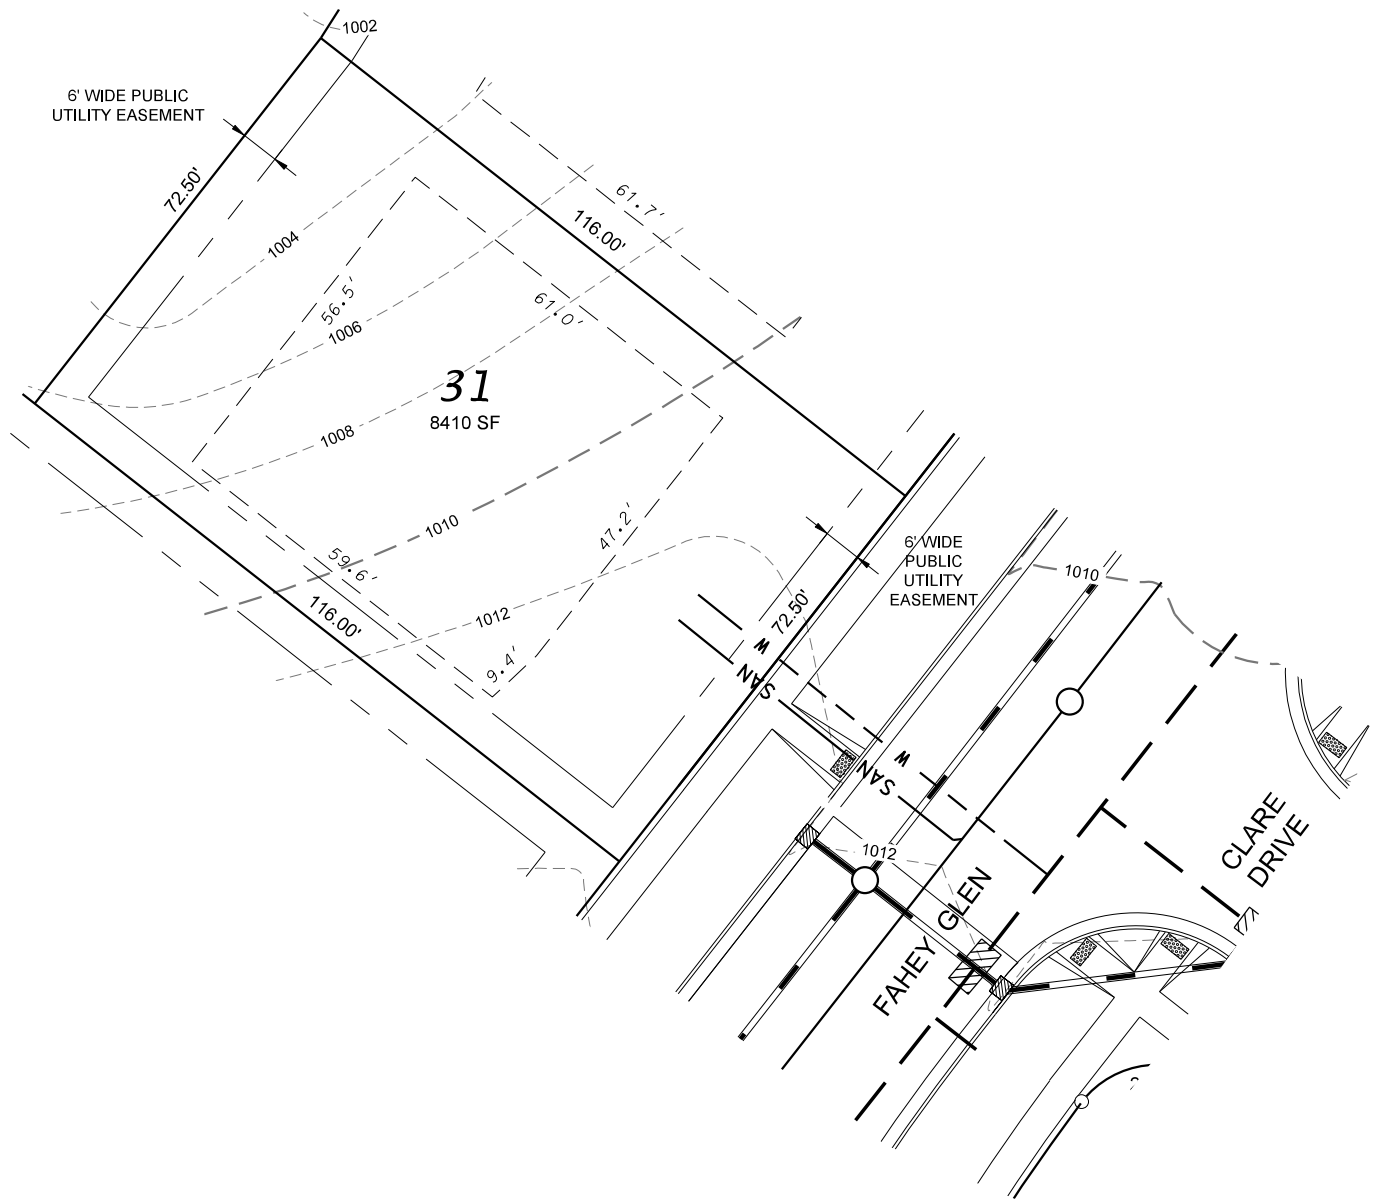 1002
6' WIDE PUBLIC
UTILITY EASEMENT
72.50'
61.7'
116.00'
1004
56.5'
61.0'
1006
31
8410 SF
1008
1010
47.2'
59.6'
116.00'
1012
9.4'
6' WIDE
PUBLIC
UTILITY
EASEMENT
72.50'
W
SAN
1010
W
SAN
1012
CLARE
DRIVE
FAHEY GLEN